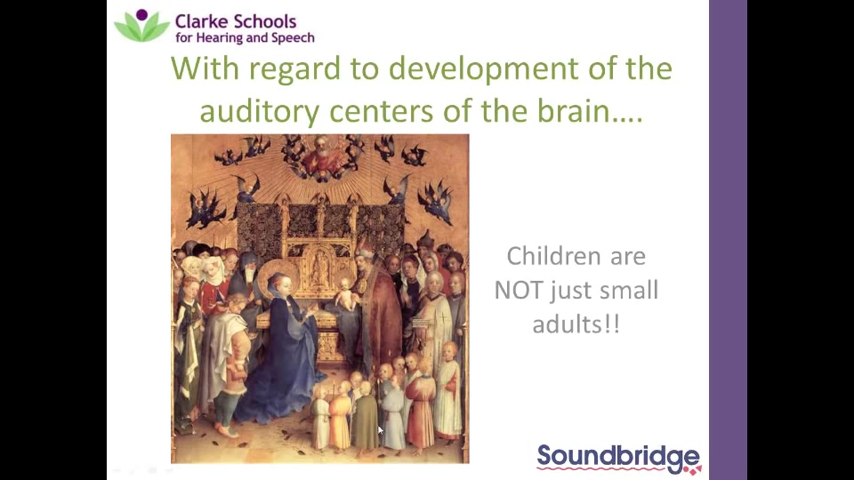 Clarke Schools
for Hearing and Speech
With regard to development of the
auditory centers of the brain....
Children are
NOT just small
adults!!
Soundbridge